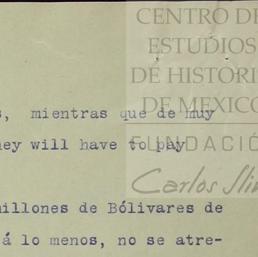 CENTRO DE
ESTUDIOS
DE HISTORI
DE MEXICO
FUNDACIÓ
Carlos Slim
s, mientras que de muy
hey will have to pay
millones de Bólivares de
á lo menos, no se atre-